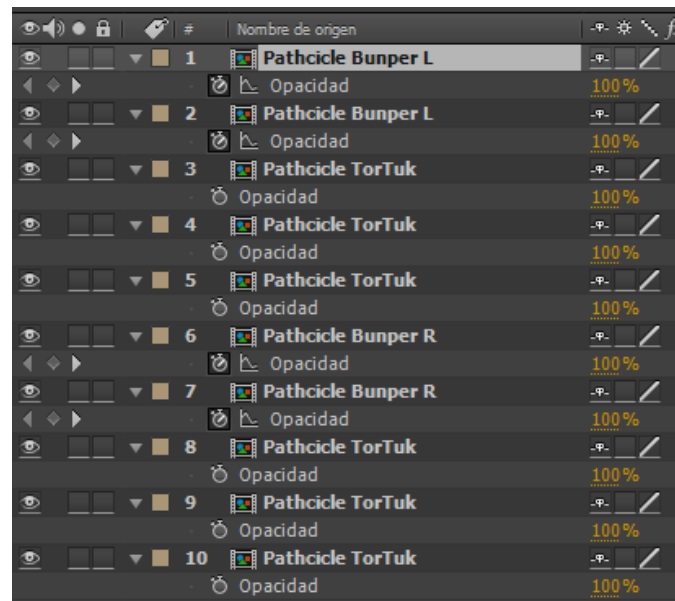 # Nombre de origen
1 Pathcicle Bunper L
Opacidad 100%
2 Pathcicle Bunper L
Opacidad 100%
3 Pathcicle TorTuk
Opacidad 100%
4 Pathcicle TorTuk
Opacidad 100%
5 Pathcicle TorTuk
Opacidad 100%
6 Pathcicle Bunper R
Opacidad 100%
7 Pathcicle Bunper R
Opacidad 100%
8 Pathcicle TorTuk
Opacidad 100%
9 Pathcicle TorTuk
Opacidad 100%
10 Pathcicle TorTuk
Opacidad 100%